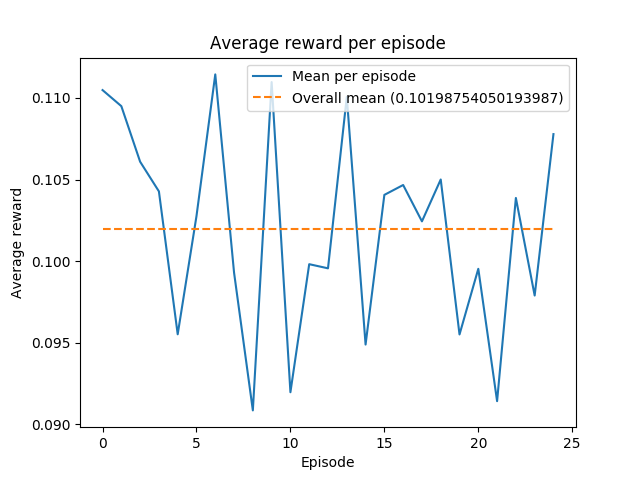 Average reward per episode
Mean per episode
Overall mean (0.10198754050193987)
0.110
0.105
0.100
0.095
0.090
Average reward
0 5 10 15 20 25
Episode